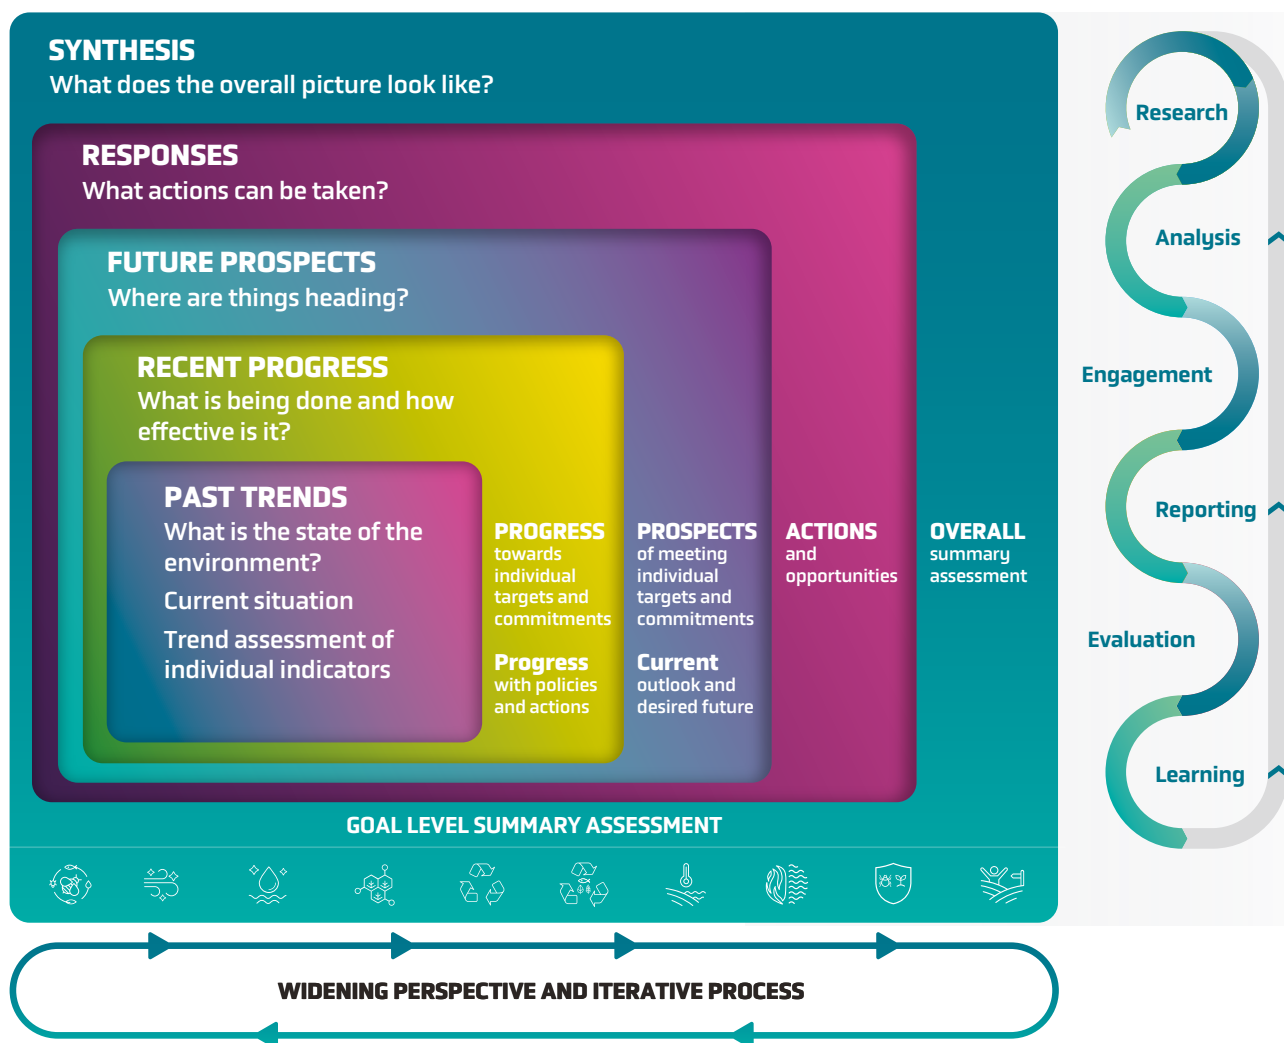 SYNTHESIS
What does the overall picture look like?
RESPONSES
What actions can be taken?
FUTURE PROSPECTS
Where are things heading?
RECENT PROGRESS
What is being done and how
effective is it?
PAST TRENDS
What is the state of the
environment?
Current situation
Trend assessment of
individual indicators
PROGRESS
towards
individual
targets and
commitments
Progress
with policies
and actions
PROSPECTS
of meeting
individual
targets and
commitments
Current
outlook and
desired future
ACTIONS
and
opportunities
OVERALL
summary
assessment
GOAL LEVEL SUMMARY ASSESSMENT
WIDENING PERSPECTIVE AND ITERATIVE PROCESS
Research
Analysis
Engagement
Reporting
Evaluation
Learning